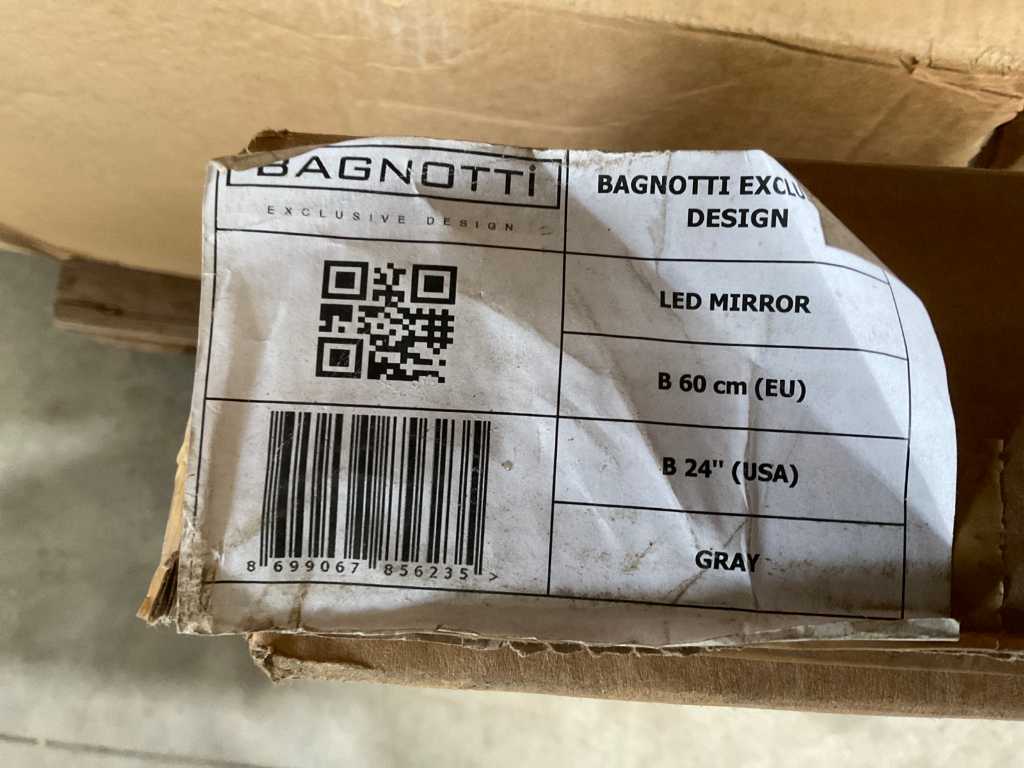 BAGNOTTİ
EXCLUSIVE DESIGN
8 699067 856235 >
BAGNOTTI EXCLU
DESIGN
LED MIRROR
B 60 cm (EU)
B 24" (USA)
GRAY